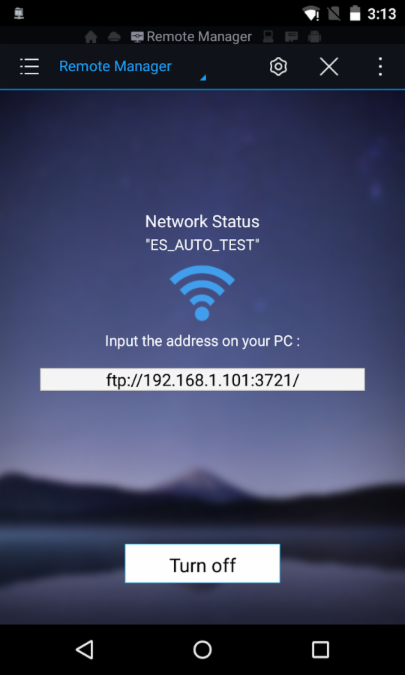 3:13
Remote Manager
Remote Manager
Network Status
"ES_AUTO_TEST"
Input the address on your PC :
ftp://192.168.1.101:3721/
Turn off